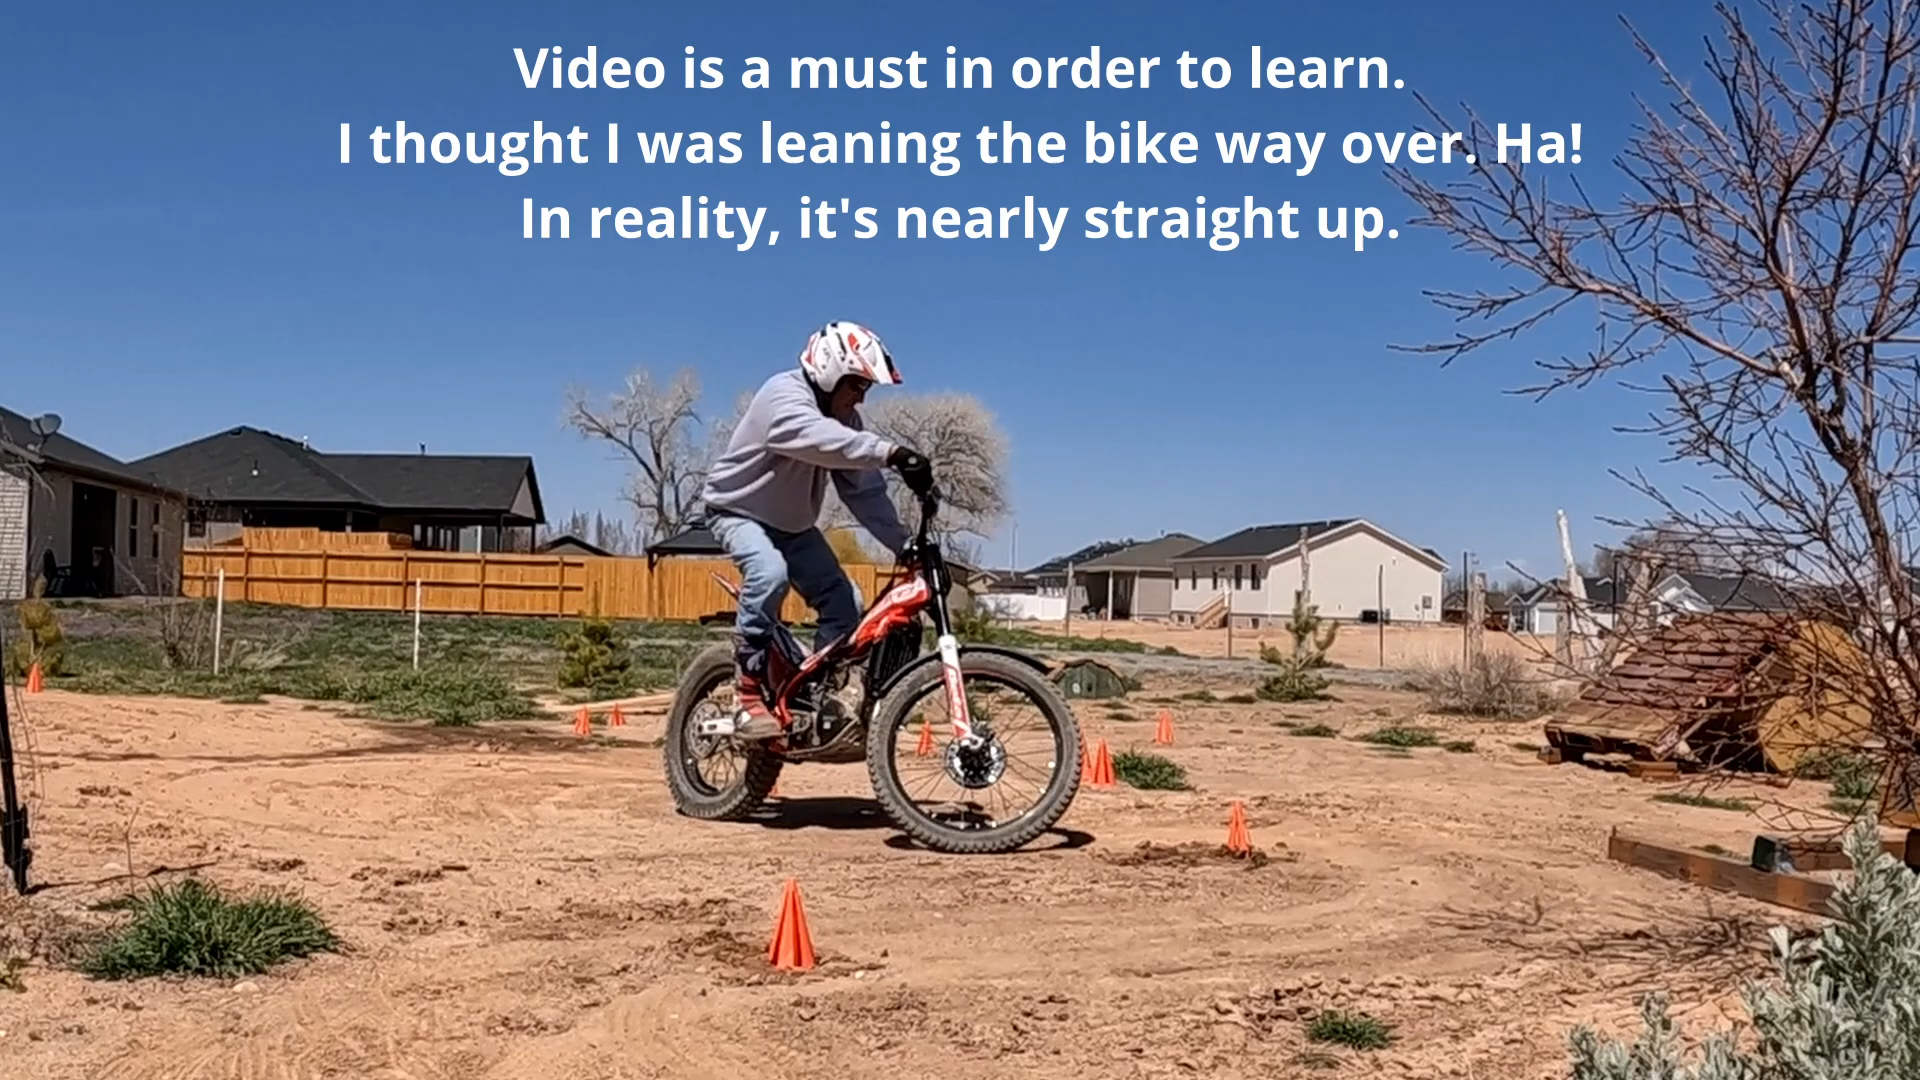 Video is a must in order to learn.
I thought I was leaning the bike way over. Ha!
In reality, it's nearly straight up.